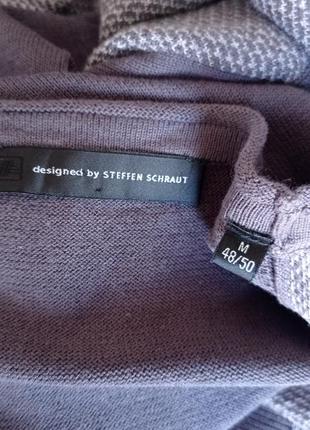 designed by STEFFEN SCHRAUT
M
48/50